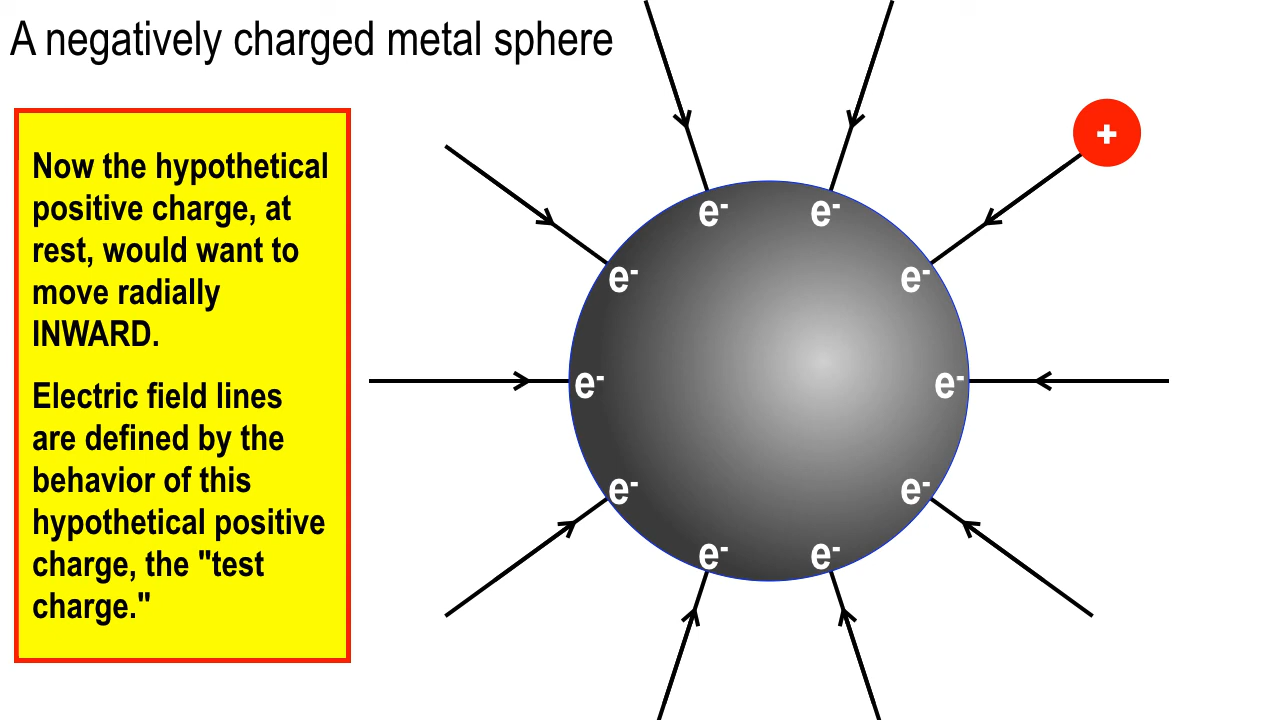 A negatively charged metal sphere
Now the hypothetical
positive charge, at
rest, would want to
move radially
INWARD.
Electric field lines
are defined by the
behavior of this
hypothetical positive
charge, the "test
charge."
+
e- e-
e- e-
e- e-
e- e-
e- e-